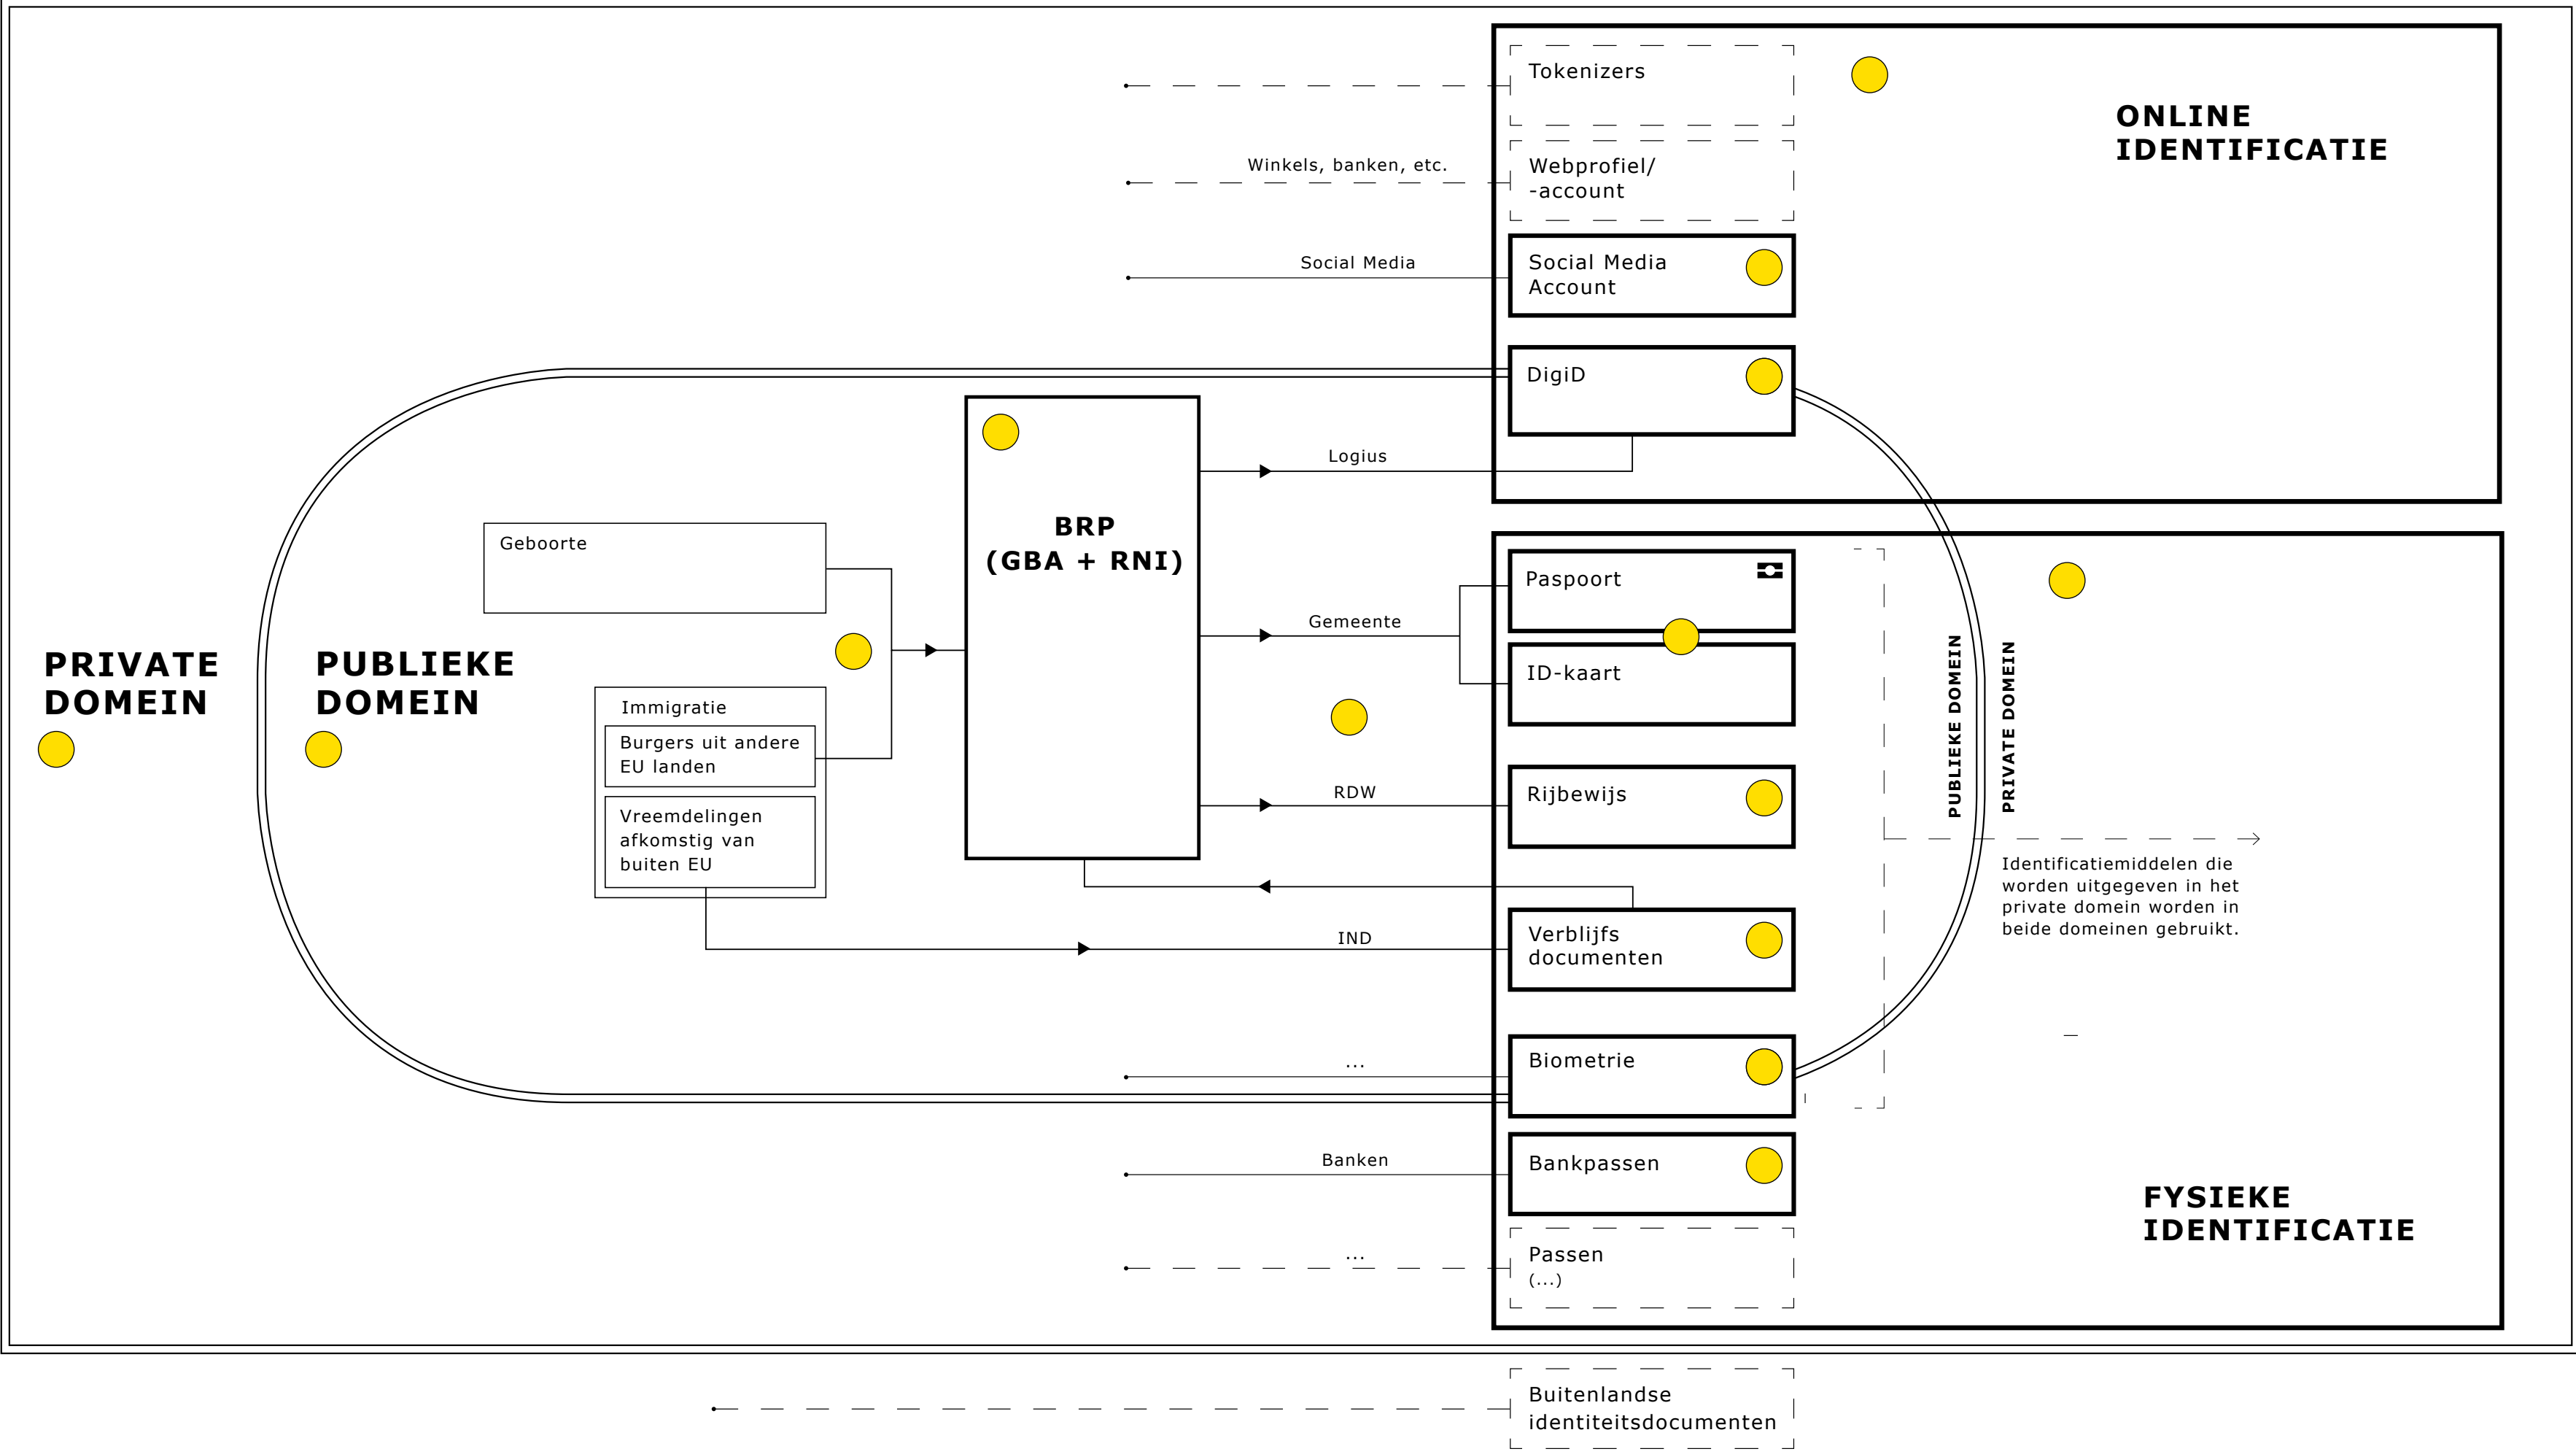 Tokenizers
ONLINE
IDENTIFICATIE
Winkels, banken, etc.
Webprofiel/
-account
Social Media
Social Media
Account
DigiD
Logius
BRP
(GBA + RNI)
Geboorte
Paspoort
Gemeente
ID-kaart
PRIVATE
DOMEIN
PUBLIEKE
DOMEIN
Immigratie
Burgers uit andere
EU landen
Vreemdelingen
afkomstig van
buiten EU
RDW
Rijbewijs
PUBLIEKE DOMEIN
PRIVATE DOMEIN
Identificatiemiddelen die
worden uitgegeven in het
private domein worden in
beide domeinen gebruikt.
IND
Verblijfs
documenten
...
Biometrie
Banken
Bankpassen
FYSIEKE
IDENTIFICATIE
...
Passen
(...)
Buitenlandse
identiteitsdocumenten